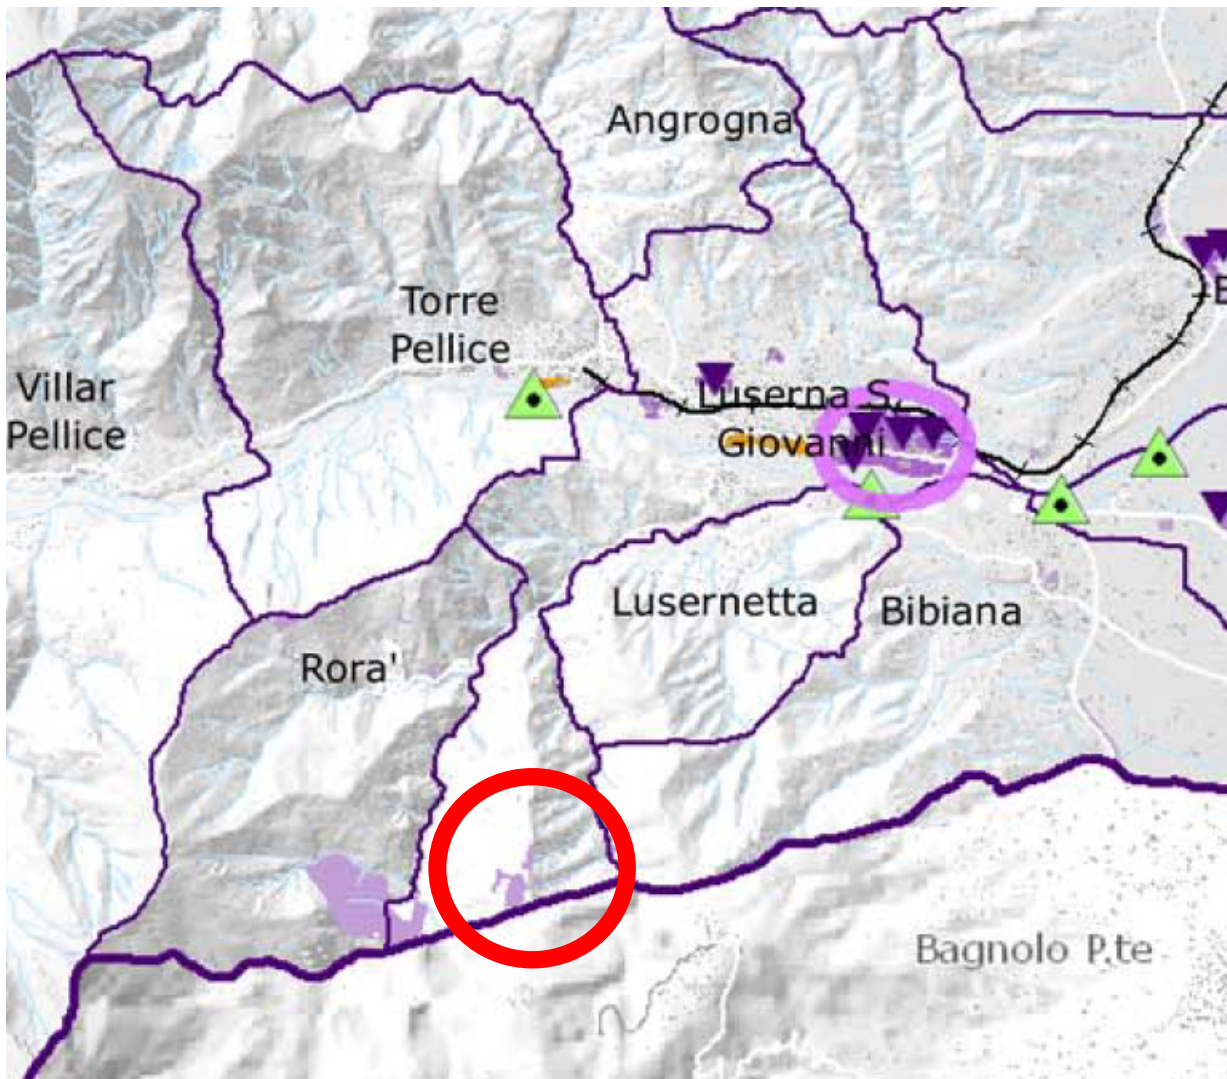 Angrogna
Torre
Pellice
Villar
Pellice
Luserna S.
Giovanni
Lusernetta
Bibiana
Rora'
Bagnolo P.te